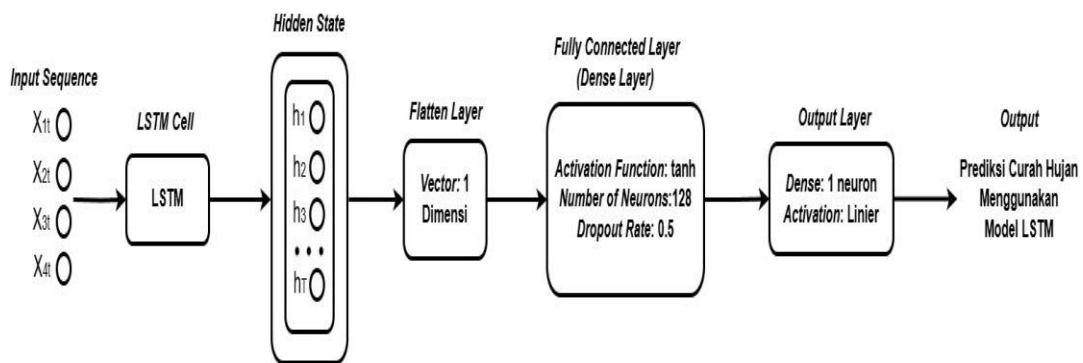 Input Sequence
X1t
X2t
X3t
X4t
LSTM Cell
LSTM
Hidden State
h1
h2
h3
...
hT
Flatten Layer
Vector: 1
Dimensi
Fully Connected Layer
(Dense Layer)
Activation Function: tanh
Number of Neurons:128
Dropout Rate: 0.5
Output Layer
Dense: 1 neuron
Activation: Linier
Output
Prediksi Curah Hujan
Menggunakan
Model LSTM